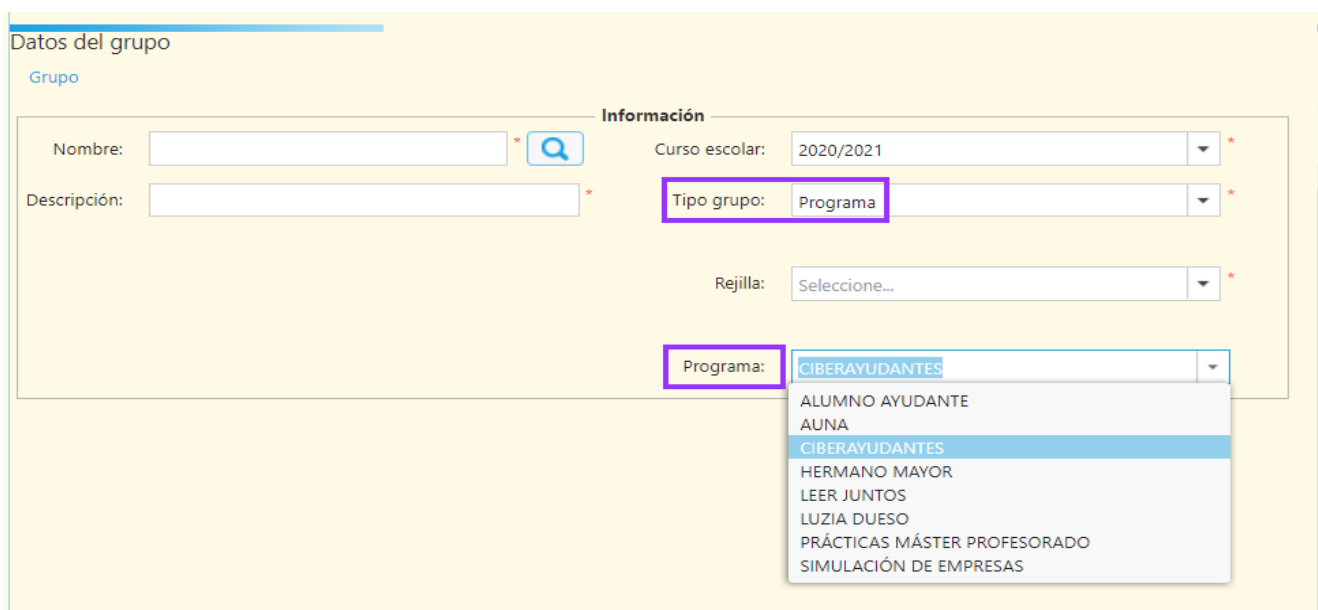 Datos del grupo
Grupo
Información
Nombre: * Curso escolar: 2020/2021 *
Descripción: * Tipo grupo: Programa *
Rejilla: Seleccione... *
Programa: CIBERAYUDANTES
ALUMNO AYUDANTE
AUNA
CIBERAYUDANTES
HERMANO MAYOR
LEER JUNTOS
LUZIA DUESO
PRÁCTICAS MÁSTER PROFESORADO
SIMULACIÓN DE EMPRESAS